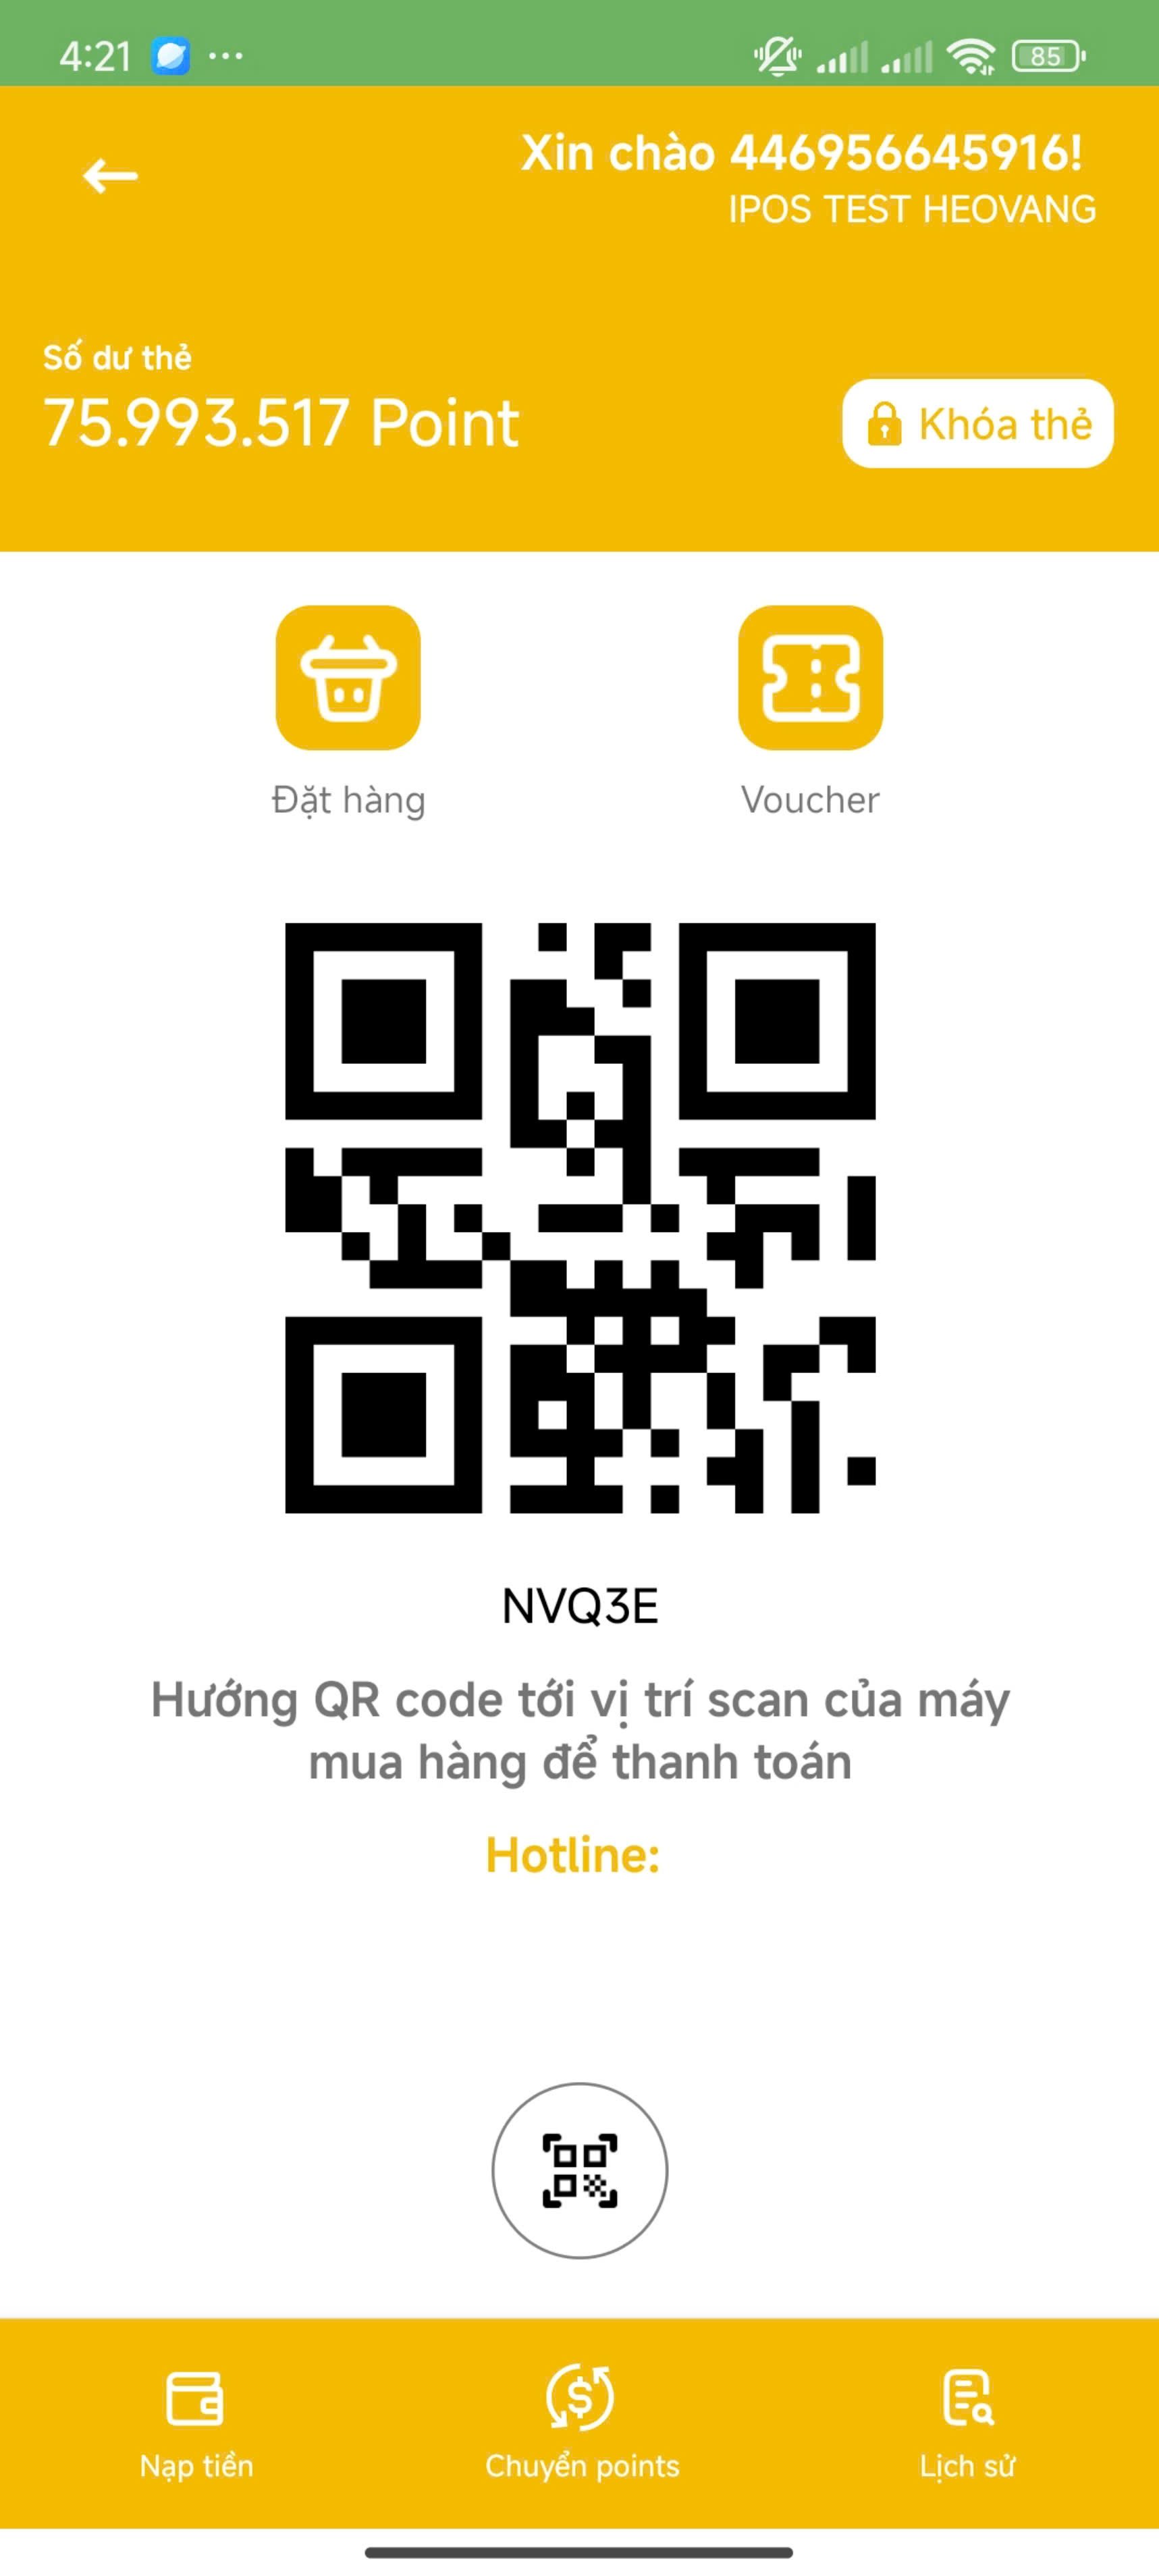 4:21
85
Xin chào 446956645916!
IPOS TEST HEOVANG
Số dư thẻ
75.993.517 Point
Khóa thẻ
Đặt hàng
Voucher
NVQ3E
Hướng QR code tới vị trí scan của máy
mua hàng để thanh toán
Hotline:
Nạp tiền
Chuyển points
Lịch sử